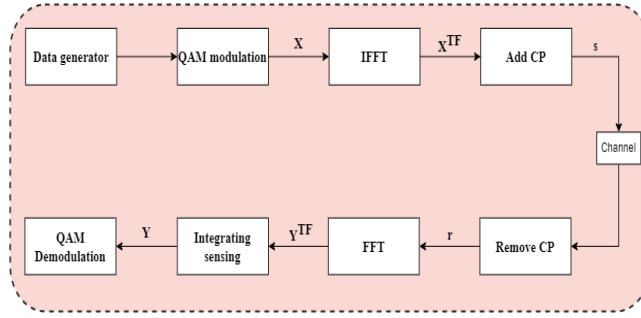 Data generator
QAM modulation
X
IFFT
X^TF
Add CP
s
Channel
QAM
Demodulation
Y
Integrating
sensing
Y^TF
FFT
r
Remove CP